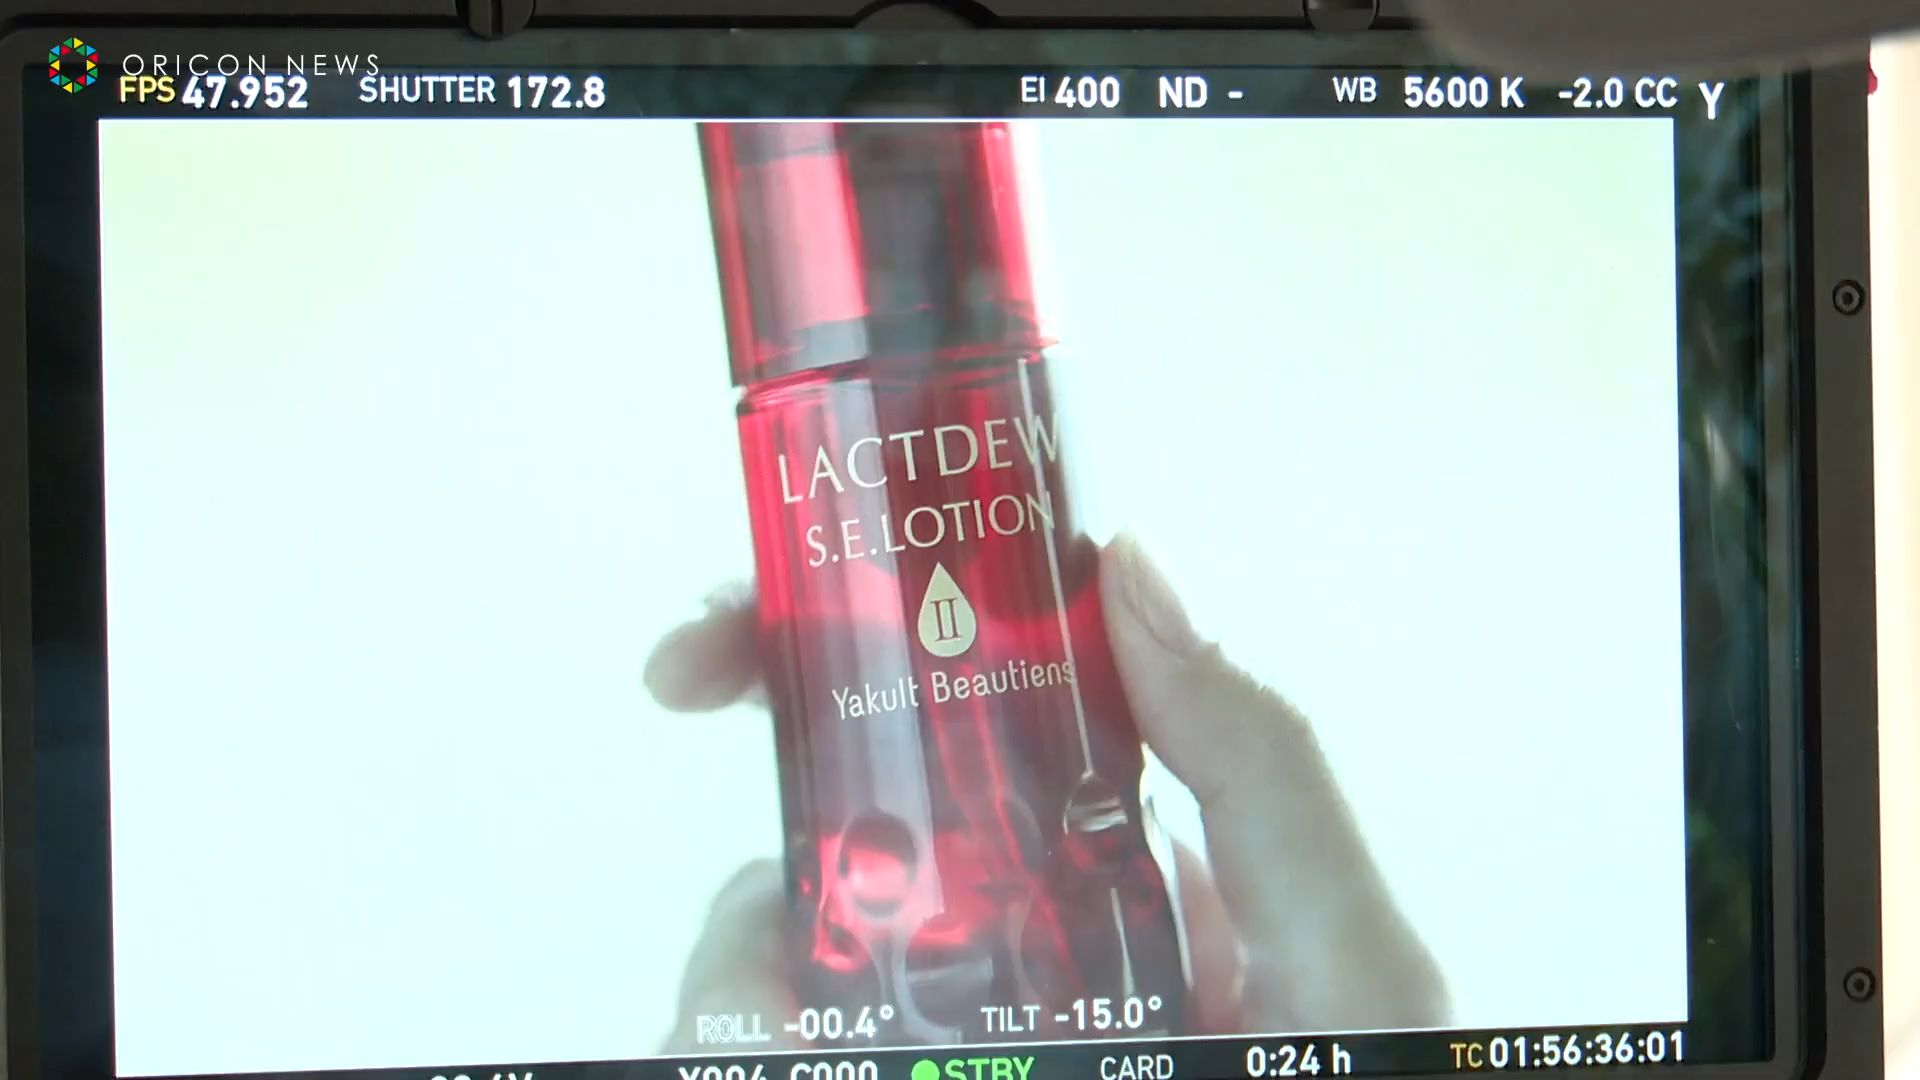 ORICON NEWS
FPS 47.952 SHUTTER 172.8 EI 400 ND - WB 5600 K -2.0 CC Y
LACTDEW
S.E.LOTION
II
Yakult Beautiens
ROLL -00.4° TILT -15.0°
STBY CARD 0:24 h TC 01:56:36:01